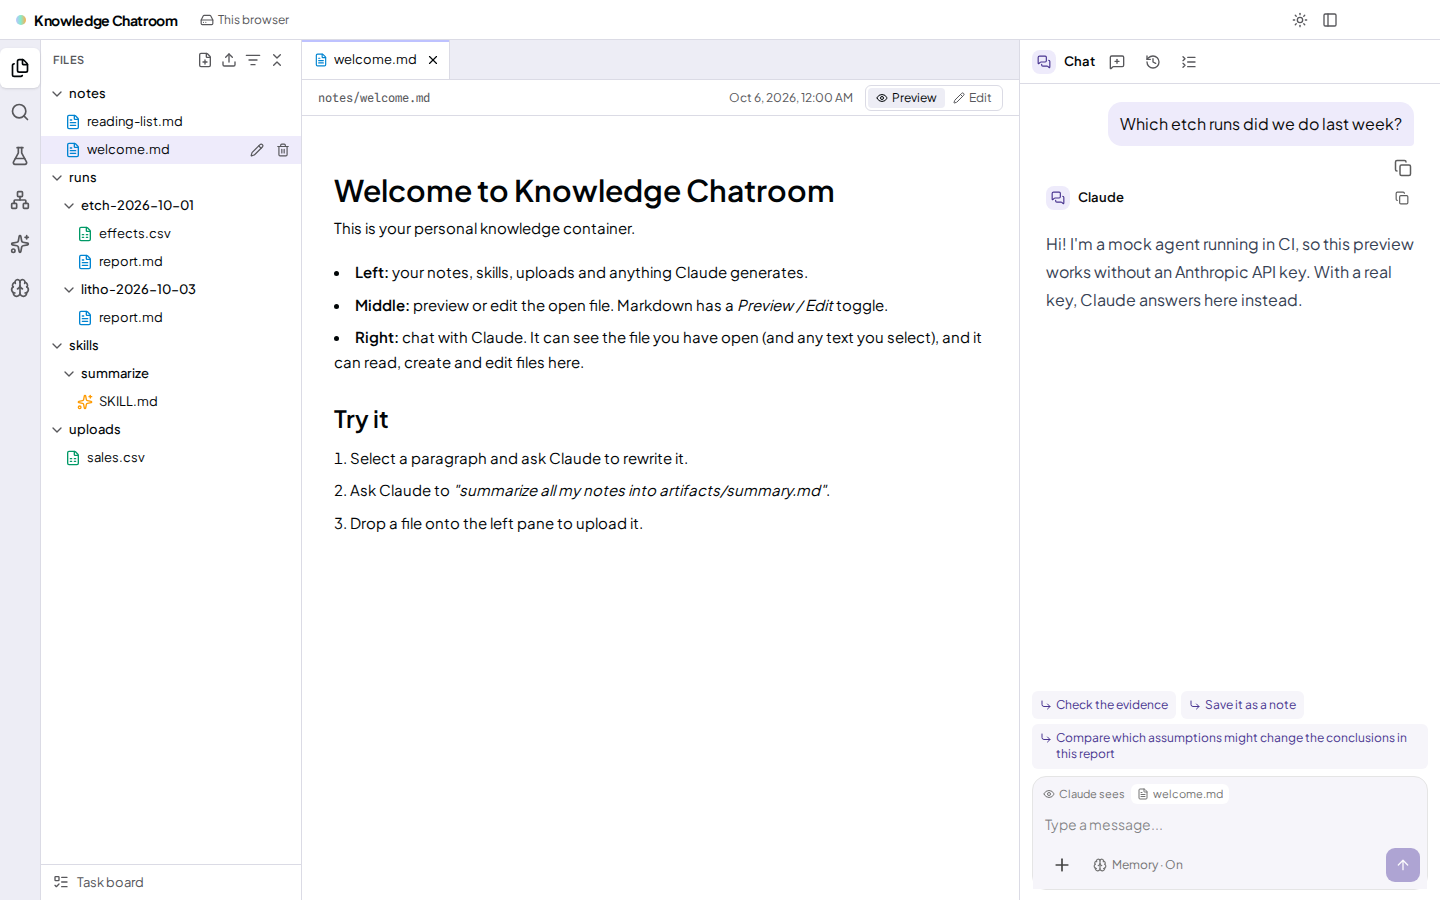 Knowledge Chatroom
This browser
FILES
notes
reading-list.md
welcome.md
runs
etch-2026-10-01
effects.csv
report.md
litho-2026-10-03
report.md
skills
summarize
SKILL.md
uploads
sales.csv
Task board
welcome.md
notes/welcome.md
Oct 6, 2026, 12:00 AM
Preview
Edit
Welcome to Knowledge Chatroom
This is your personal knowledge container.
• Left: your notes, skills, uploads and anything Claude generates.
• Middle: preview or edit the open file. Markdown has a Preview / Edit toggle.
• Right: chat with Claude. It can see the file you have open (and any text you select), and it
can read, create and edit files here.
Try it
1. Select a paragraph and ask Claude to rewrite it.
2. Ask Claude to "summarize all my notes into artifacts/summary.md".
3. Drop a file onto the left pane to upload it.
Chat
Which etch runs did we do last week?
Claude
Hi! I'm a mock agent running in CI, so this preview
works without an Anthropic API key. With a real
key, Claude answers here instead.
Check the evidence
Save it as a note
Compare which assumptions might change the conclusions in
this report
Claude sees
welcome.md
Type a message...
Memory · On